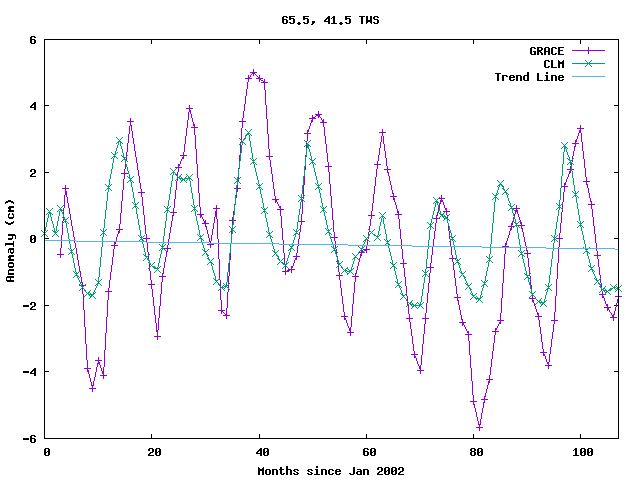 65.5, 41.5 TWS
GRACE
CLM
Trend Line
6
4
2
0
-2
-4
-6
Anomaly (cm)
0 20 40 60 80 100
Months since Jan 2002